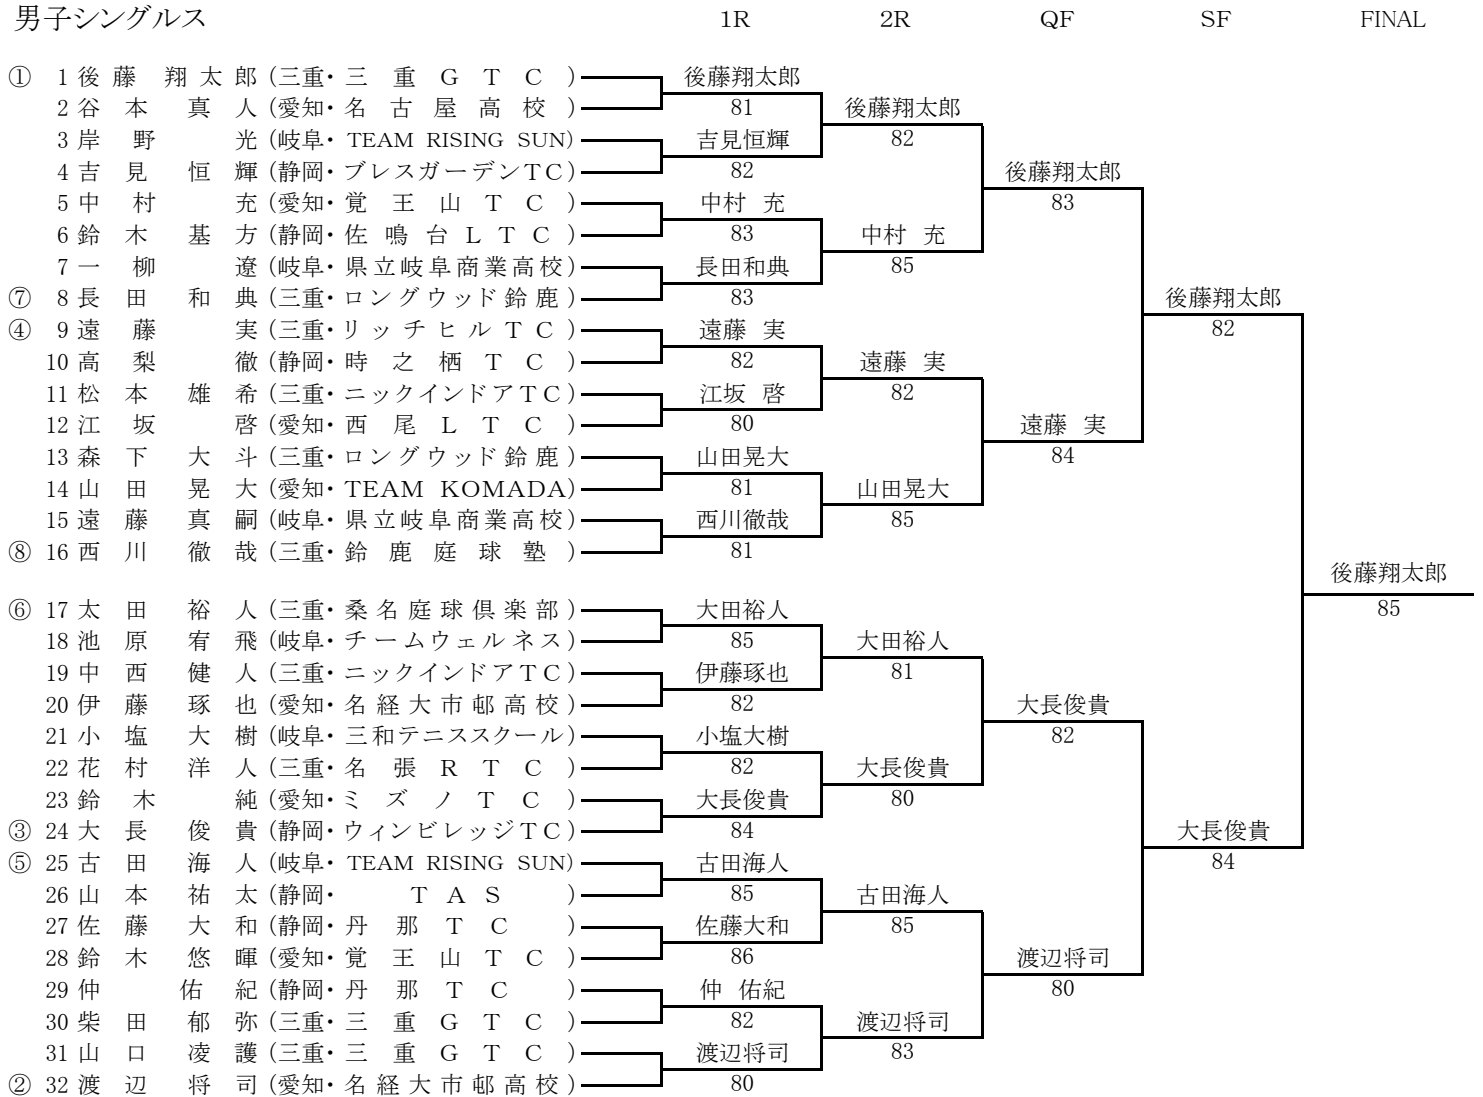 男子シングルス 1R 2R QF SF FINAL
① 1 後藤 翔太郎 (三重・三重GTC) 後藤翔太郎
2 谷本 真人 (愛知・名古屋高校) 81 後藤翔太郎
3 岸野 光 (岐阜・TEAM RISING SUN) 吉見恒輝 82
4 吉見 恒輝 (静岡・ブレスガーデンTC) 82 後藤翔太郎
5 中村 充 (愛知・覚王山TC) 中村 充 83
6 鈴木 基方 (静岡・佐鳴台LTC) 83 中村 充
7 一柳 遼 (岐阜・県立岐阜商業高校) 長田和典 85
⑦ 8 長田 和典 (三重・ロングウッド鈴鹿) 83 後藤翔太郎
④ 9 遠藤 実 (三重・リッチヒルTC) 遠藤 実 82
10 高梨 徹 (静岡・時之栖TC) 82 遠藤 実
11 松本 雄希 (三重・ニックインドアTC) 江坂 啓 82
12 江坂 啓 (愛知・西尾LTC) 80 遠藤 実
13 森下 大斗 (三重・ロングウッド鈴鹿) 山田晃大 84
14 山田 晃大 (愛知・TEAM KOMADA) 81 山田晃大
15 遠藤 真嗣 (岐阜・県立岐阜商業高校) 西川徹哉 85
⑧ 16 西川 徹哉 (三重・鈴鹿庭球塾) 81
後藤翔太郎
⑥ 17 太田 裕人 (三重・桑名庭球倶楽部) 大田裕人 85
18 池原 宥飛 (岐阜・チームウェルネス) 85 大田裕人
19 中西 健人 (三重・ニックインドアTC) 伊藤琢也 81
20 伊藤 琢也 (愛知・名経大市邨高校) 82 大長俊貴
21 小塩 大樹 (岐阜・三和テニススクール) 小塩大樹 82
22 花村 洋人 (三重・名張RTC) 82 大長俊貴
23 鈴木 純 (愛知・ミズノTC) 大長俊貴 80
③ 24 大長 俊貴 (静岡・ウィンビレッジTC) 84 大長俊貴
⑤ 25 古田 海人 (岐阜・TEAM RISING SUN) 古田海人 84
26 山本 祐太 (静岡・TAS) 85 古田海人
27 佐藤 大和 (静岡・丹那TC) 佐藤大和 85
28 鈴木 悠暉 (愛知・覚王山TC) 86 渡辺将司
29 仲 佑紀 (静岡・丹那TC) 仲 佑紀 80
30 柴田 郁弥 (三重・三重GTC) 82 渡辺将司
31 山口 凌護 (三重・三重GTC) 渡辺将司 83
② 32 渡辺 将司 (愛知・名経大市邨高校) 80